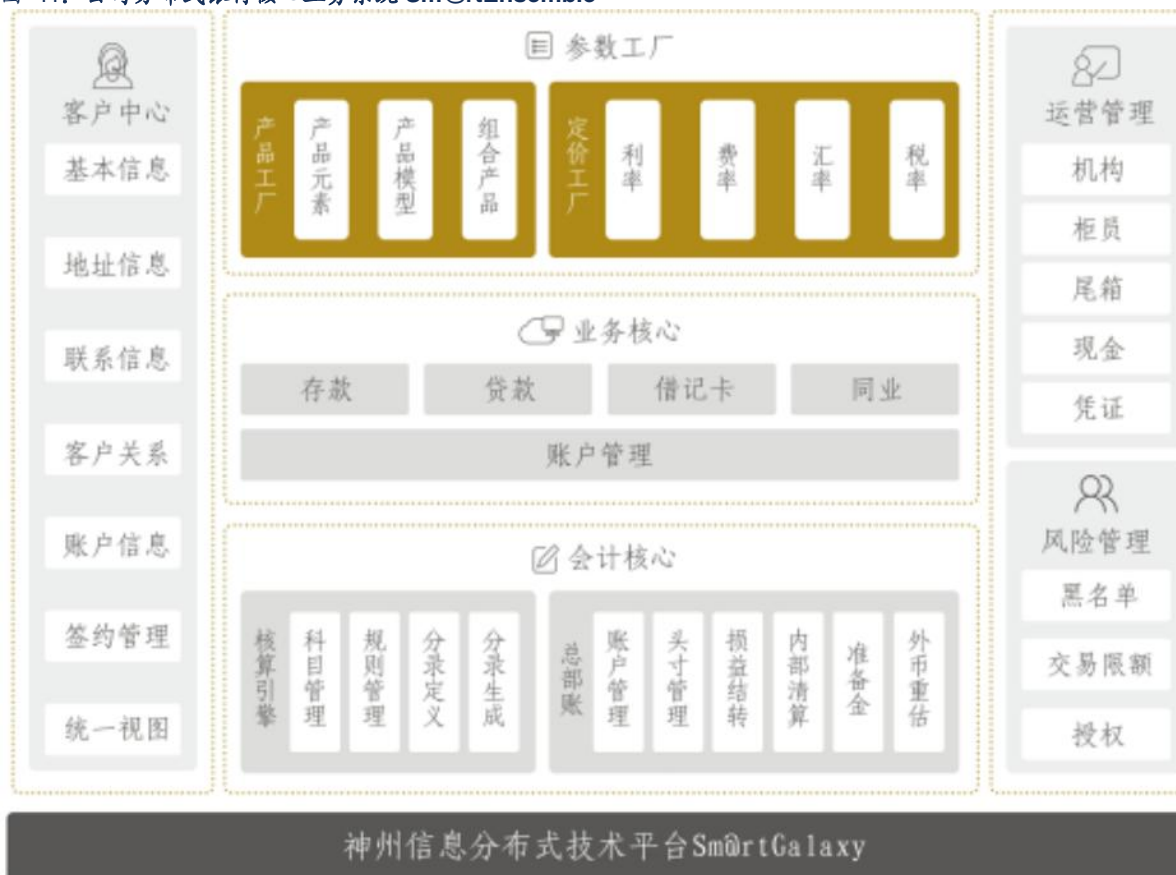 客户中心
基本信息
地址信息
联系信息
客户关系
账户信息
签约管理
统一视图
参数工厂
产品工厂
产品元素
产品模型
组合产品
定价工厂
利率
费率
汇率
税率
业务核心
存款
贷款
借记卡
同业
账户管理
会计核心
核算引擎
科目管理
规则管理
分录定义
分录生成
总部账
账户管理
头寸管理
损益结转
内部清算
准备金
外币重估
运营管理
机构
柜员
尾箱
现金
凭证
风险管理
黑名单
交易限额
授权
神州信息分布式技术平台Sm@rtGalaxy